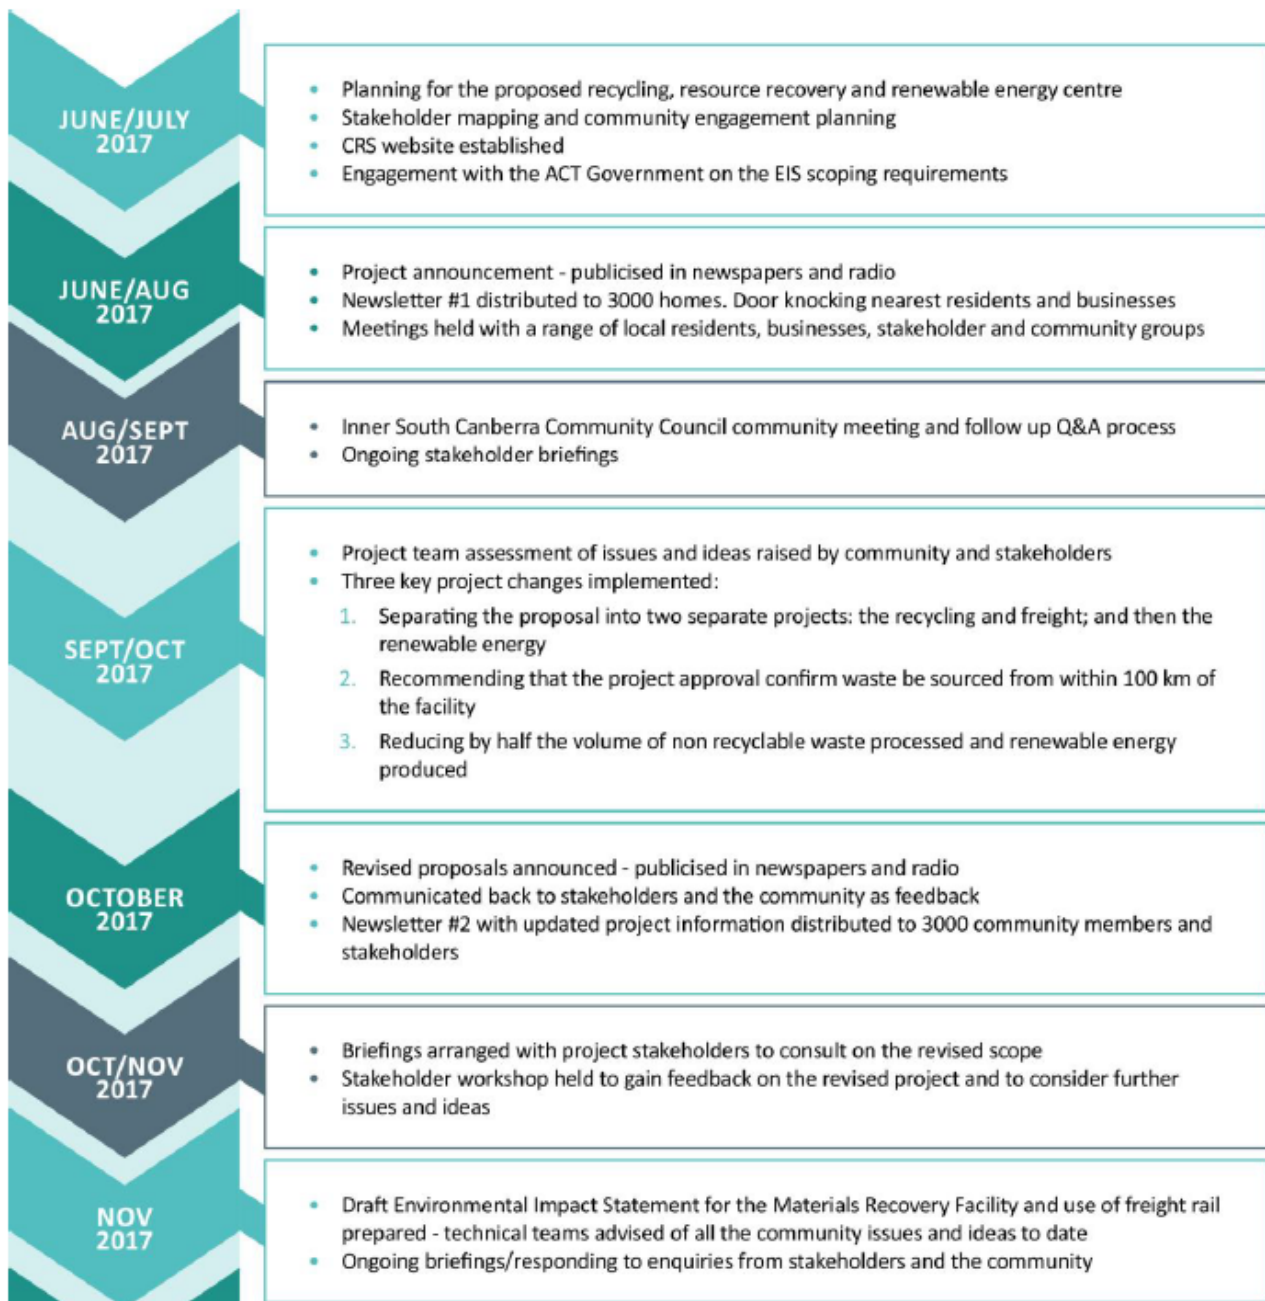 JUNE/JULY
2017
• Planning for the proposed recycling, resource recovery and renewable energy centre
• Stakeholder mapping and community engagement planning
• CRS website established
• Engagement with the ACT Government on the EIS scoping requirements
JUNE/AUG
2017
• Project announcement - publicised in newspapers and radio
• Newsletter #1 distributed to 3000 homes. Door knocking nearest residents and businesses
• Meetings held with a range of local residents, businesses, stakeholder and community groups
AUG/SEPT
2017
• Inner South Canberra Community Council community meeting and follow up Q&A process
• Ongoing stakeholder briefings
SEPT/OCT
2017
• Project team assessment of issues and ideas raised by community and stakeholders
• Three key project changes implemented:
1. Separating the proposal into two separate projects: the recycling and freight; and then the
renewable energy
2. Recommending that the project approval confirm waste be sourced from within 100 km of
the facility
3. Reducing by half the volume of non recyclable waste processed and renewable energy
produced
OCTOBER
2017
• Revised proposals announced - publicised in newspapers and radio
• Communicated back to stakeholders and the community as feedback
• Newsletter #2 with updated project information distributed to 3000 community members and
stakeholders
OCT/NOV
2017
• Briefings arranged with project stakeholders to consult on the revised scope
• Stakeholder workshop held to gain feedback on the revised project and to consider further
issues and ideas
NOV
2017
• Draft Environmental Impact Statement for the Materials Recovery Facility and use of freight rail
prepared - technical teams advised of all the community issues and ideas to date
• Ongoing briefings/responding to enquiries from stakeholders and the community